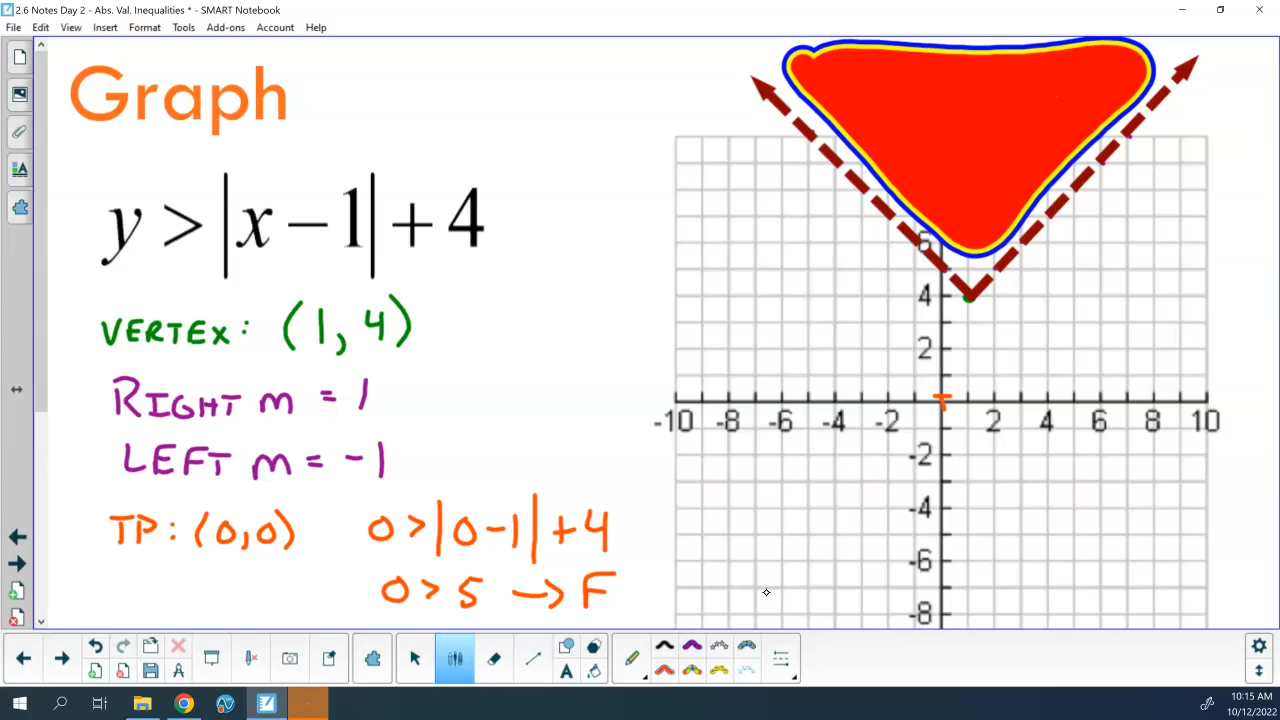 2.6 Notes Day 2 - Abs. Val. Inequalities * - SMART Notebook
File Edit View Insert Format Tools Add-ons Account Help
Graph
y > |x − 1| + 4
VERTEX: (1, 4)
RIGHT m = 1
LEFT m = -1
TP: (0,0) 0 > |0-1| + 4
0 > 5 → F
6
4
2
-10 -8 -6 -4 -2 2 4 6 8 10
-2
-4
-6
-8
10:15 AM
10/12/2022